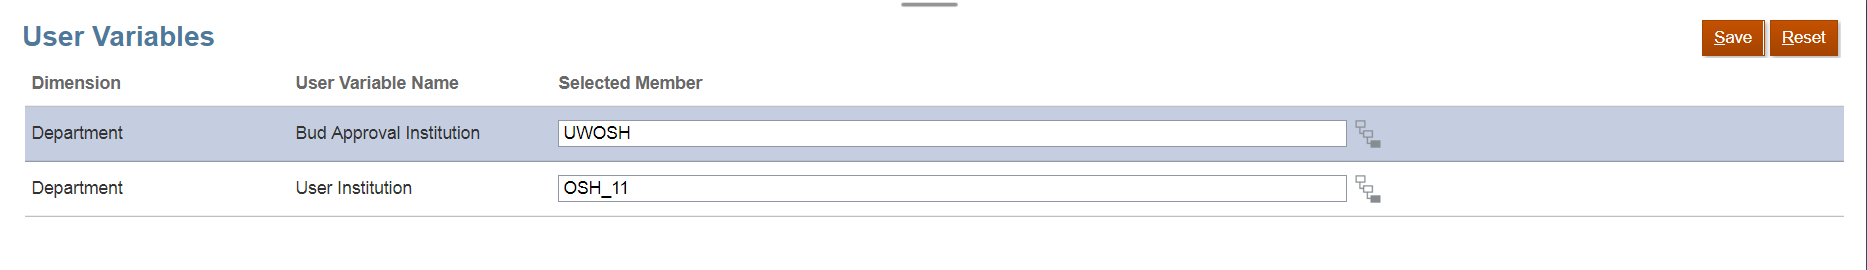 User Variables
Save Reset
Dimension User Variable Name Selected Member
Department Bud Approval Institution UWOSH
Department User Institution OSH_11